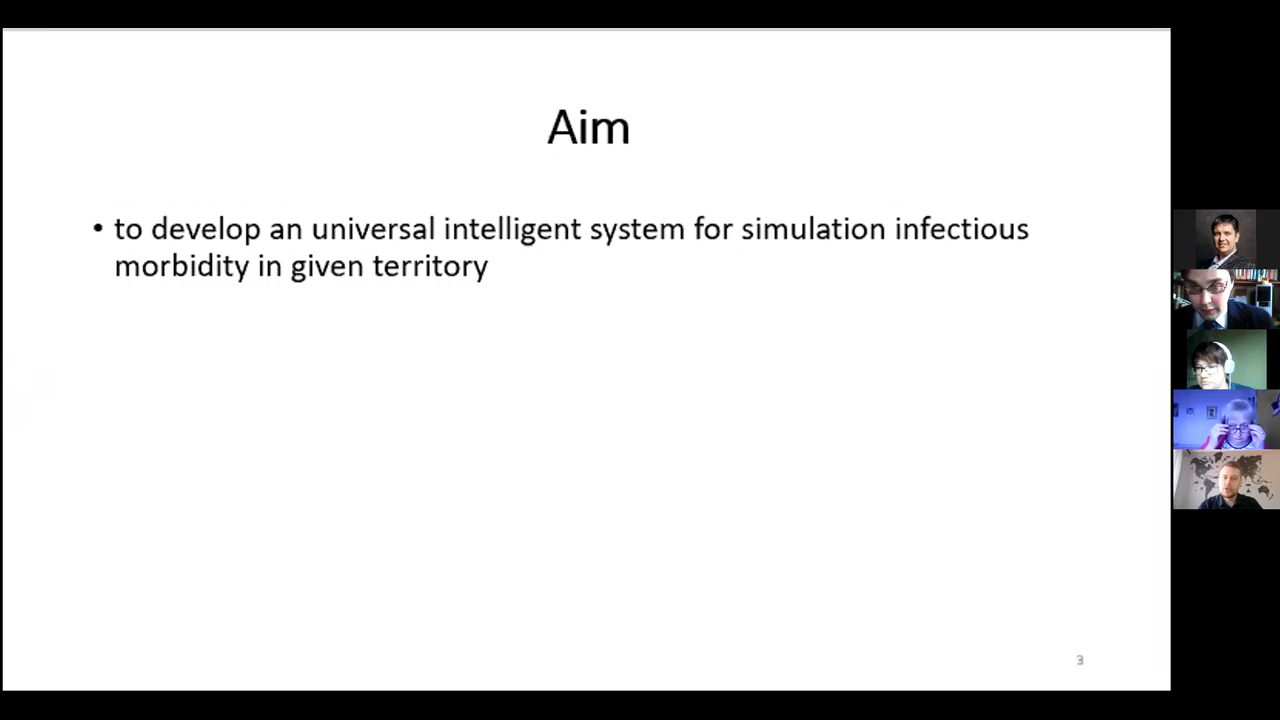 Aim
• to develop an universal intelligent system for simulation infectious
morbidity in given territory
3